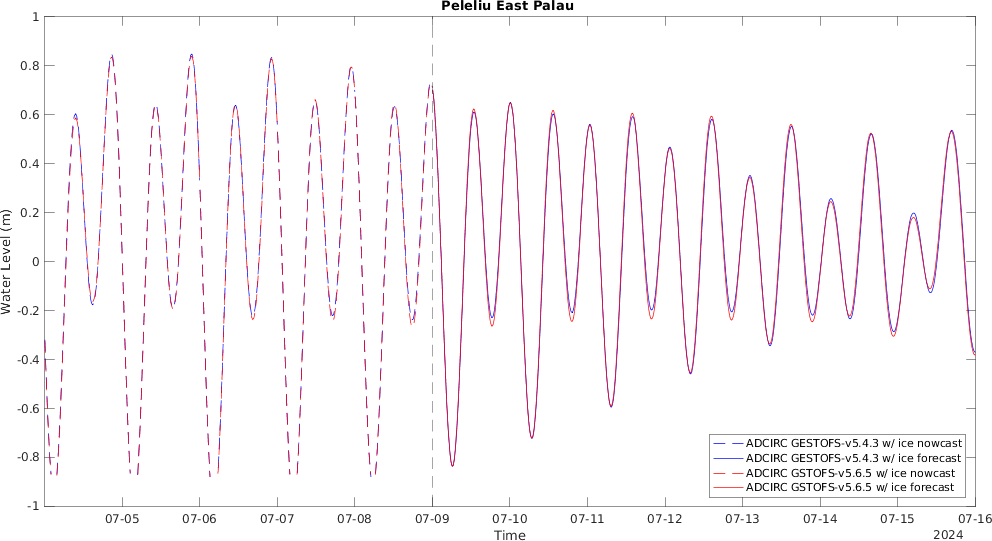 Peleliu East Palau
1
0.8
0.6
0.4
0.2
0
-0.2
-0.4
-0.6
-0.8
-1
Water Level (m)
ADCIRC GESTOFS-v5.4.3 w/ ice nowcast
ADCIRC GESTOFS-v5.4.3 w/ ice forecast
ADCIRC GSTOFS-v5.6.5 w/ ice nowcast
ADCIRC GSTOFS-v5.6.5 w/ ice forecast
07-05 07-06 07-07 07-08 07-09 07-10 07-11 07-12 07-13 07-14 07-15 07-16
Time
2024